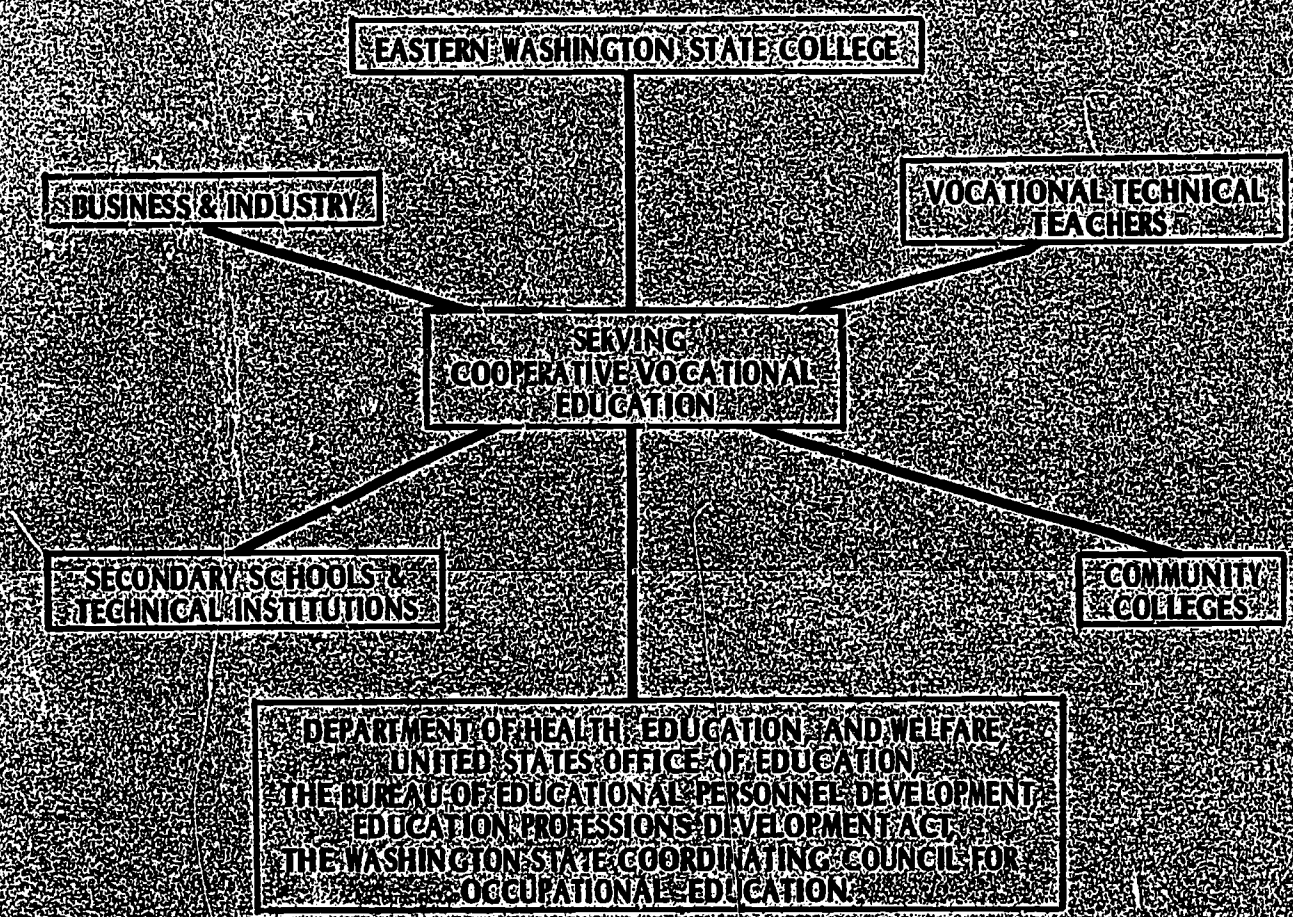 EASTERN WASHINGTON STATE COLLEGE
BUSINESS & INDUSTRY
VOCATIONAL TECHNICAL
TEACHERS
SERVING
COOPERATIVE VOCATIONAL
EDUCATION
SECONDARY SCHOOLS &
TECHNICAL INSTITUTIONS
COMMUNITY
COLLEGES
DEPARTMENT OF HEALTH, EDUCATION, AND WELFARE,
UNITED STATES OFFICE OF EDUCATION,
THE BUREAU OF EDUCATIONAL PERSONNEL DEVELOPMENT
EDUCATION PROFESSIONS DEVELOPMENT ACT,
THE WASHINGTON STATE COORDINATING COUNCIL FOR
OCCUPATIONAL EDUCATION